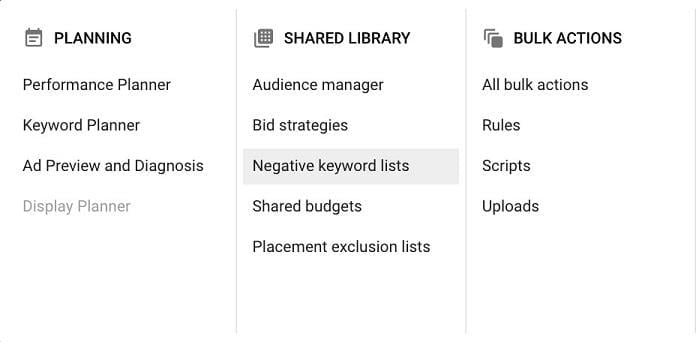 PLANNING
Performance Planner
Keyword Planner
Ad Preview and Diagnosis
Display Planner
SHARED LIBRARY
Audience manager
Bid strategies
Negative keyword lists
Shared budgets
Placement exclusion lists
BULK ACTIONS
All bulk actions
Rules
Scripts
Uploads